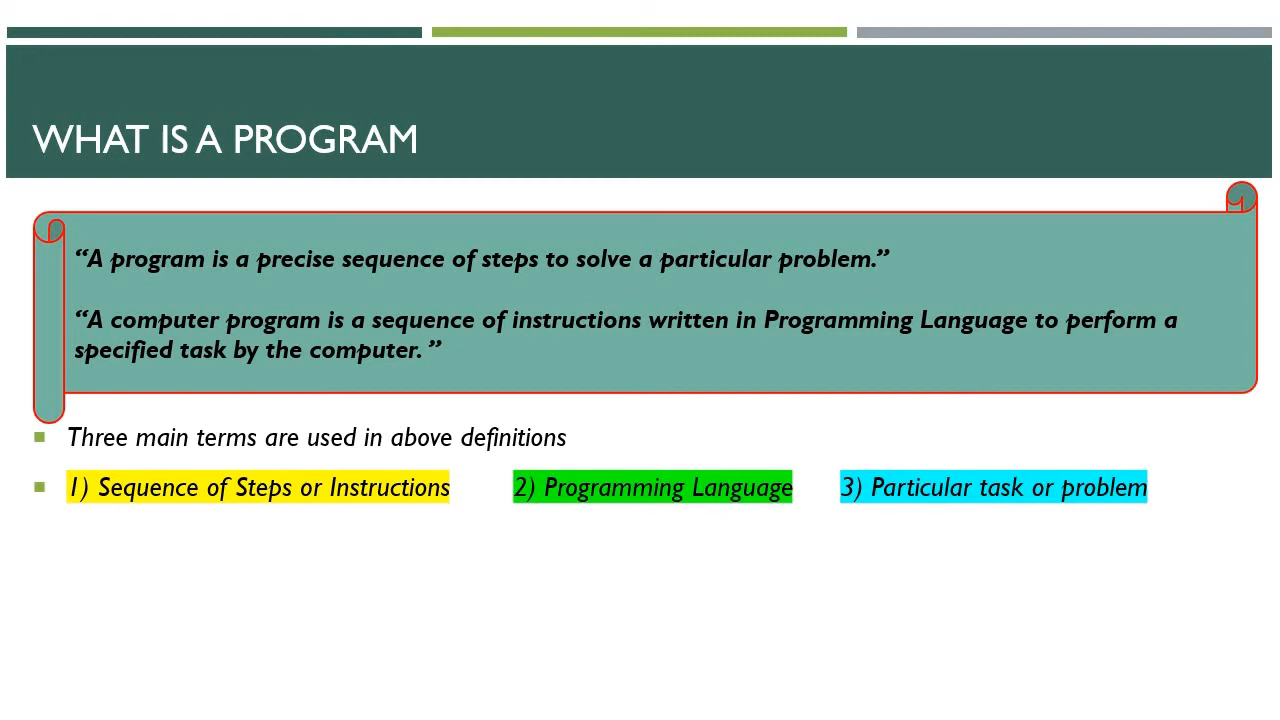 WHAT IS A PROGRAM
“A program is a precise sequence of steps to solve a particular problem.”
“A computer program is a sequence of instructions written in Programming Language to perform a
specified task by the computer. ”
Three main terms are used in above definitions
1) Sequence of Steps or Instructions 2) Programming Language 3) Particular task or problem